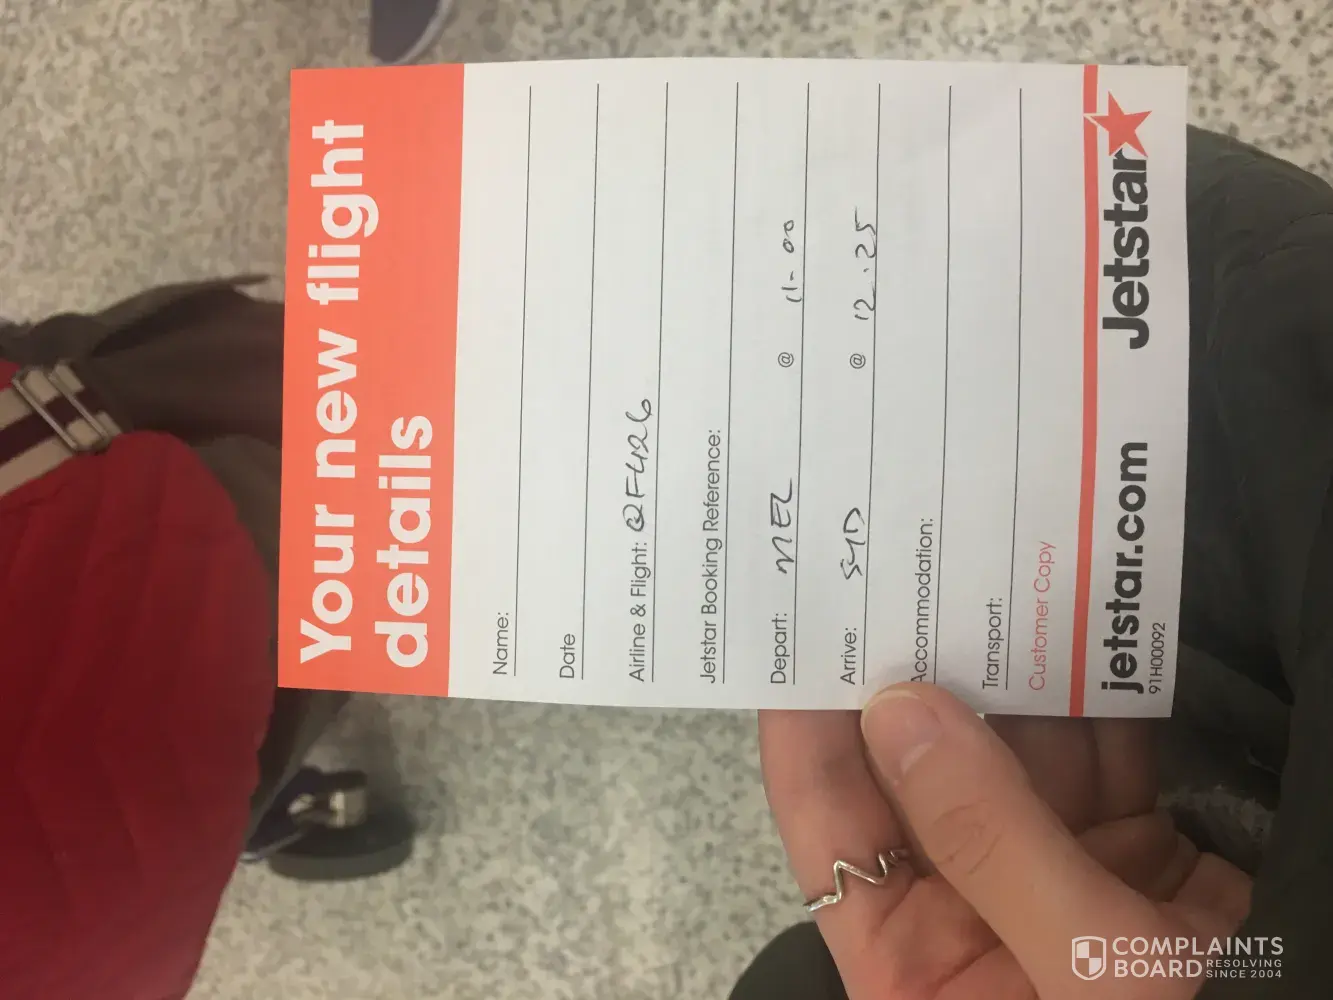 Your new flight
details
Name:
Date
Airline & Flight: QF426
Jetstar Booking Reference:
Depart: MEL @ 11-00
Arrive: SYD @ 12.25
Accommodation:
Transport:
Customer Copy
jetstar.com Jetstar
91H00092
COMPLAINTS
BOARD RESOLVING
SINCE 2004